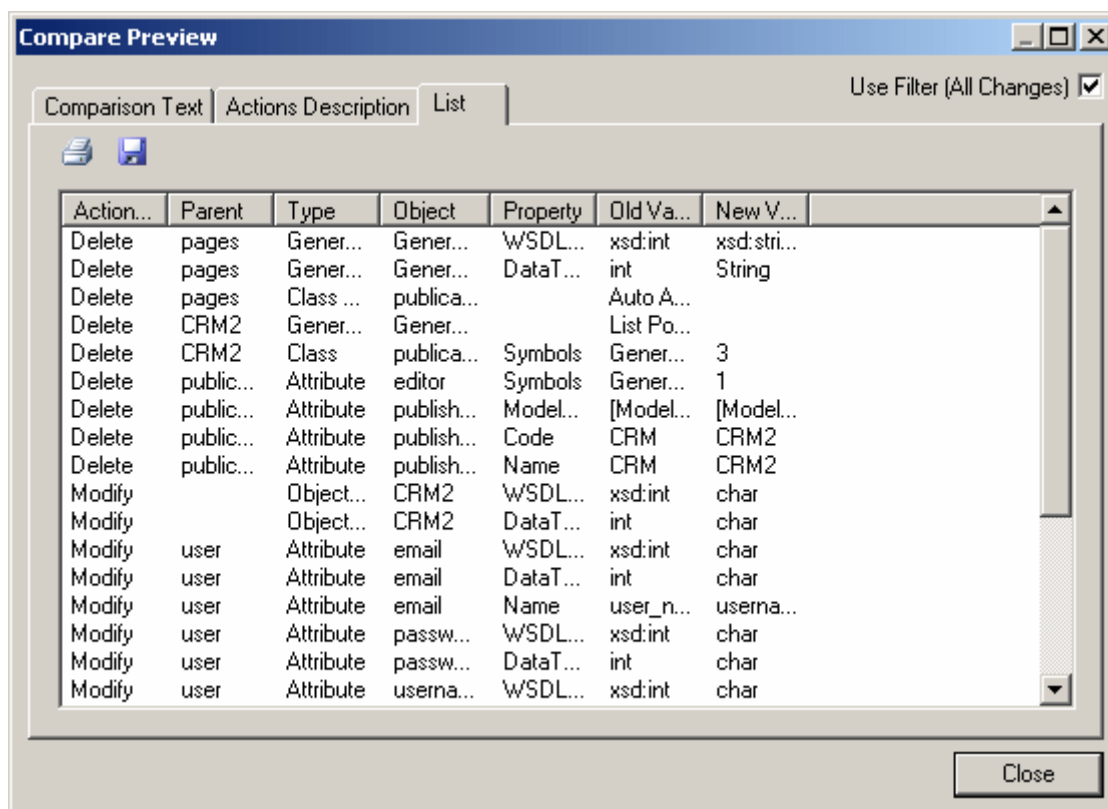 Compare Preview
Use Filter (All Changes)
Comparison Text Actions Description List
Action... Parent Type Object Property Old Va... New V...
Delete pages Gener... Gener... WSDL... xsd:int xsd:stri...
Delete pages Gener... Gener... DataT... int String
Delete pages Class ... publica... Auto A...
Delete CRM2 Gener... Gener... List Po...
Delete CRM2 Class publica... Symbols Gener... 3
Delete public... Attribute editor Symbols Gener... 1
Delete public... Attribute publish... Model... [Model... [Model...
Delete public... Attribute publish... Code CRM CRM2
Delete public... Attribute publish... Name CRM CRM2
Modify Object... CRM2 WSDL... xsd:int char
Modify Object... CRM2 DataT... int char
Modify user Attribute email WSDL... xsd:int char
Modify user Attribute email DataT... int char
Modify user Attribute email Name user_n... userna...
Modify user Attribute passw... WSDL... xsd:int char
Modify user Attribute passw... DataT... int char
Modify user Attribute userna... WSDL... xsd:int char
Close